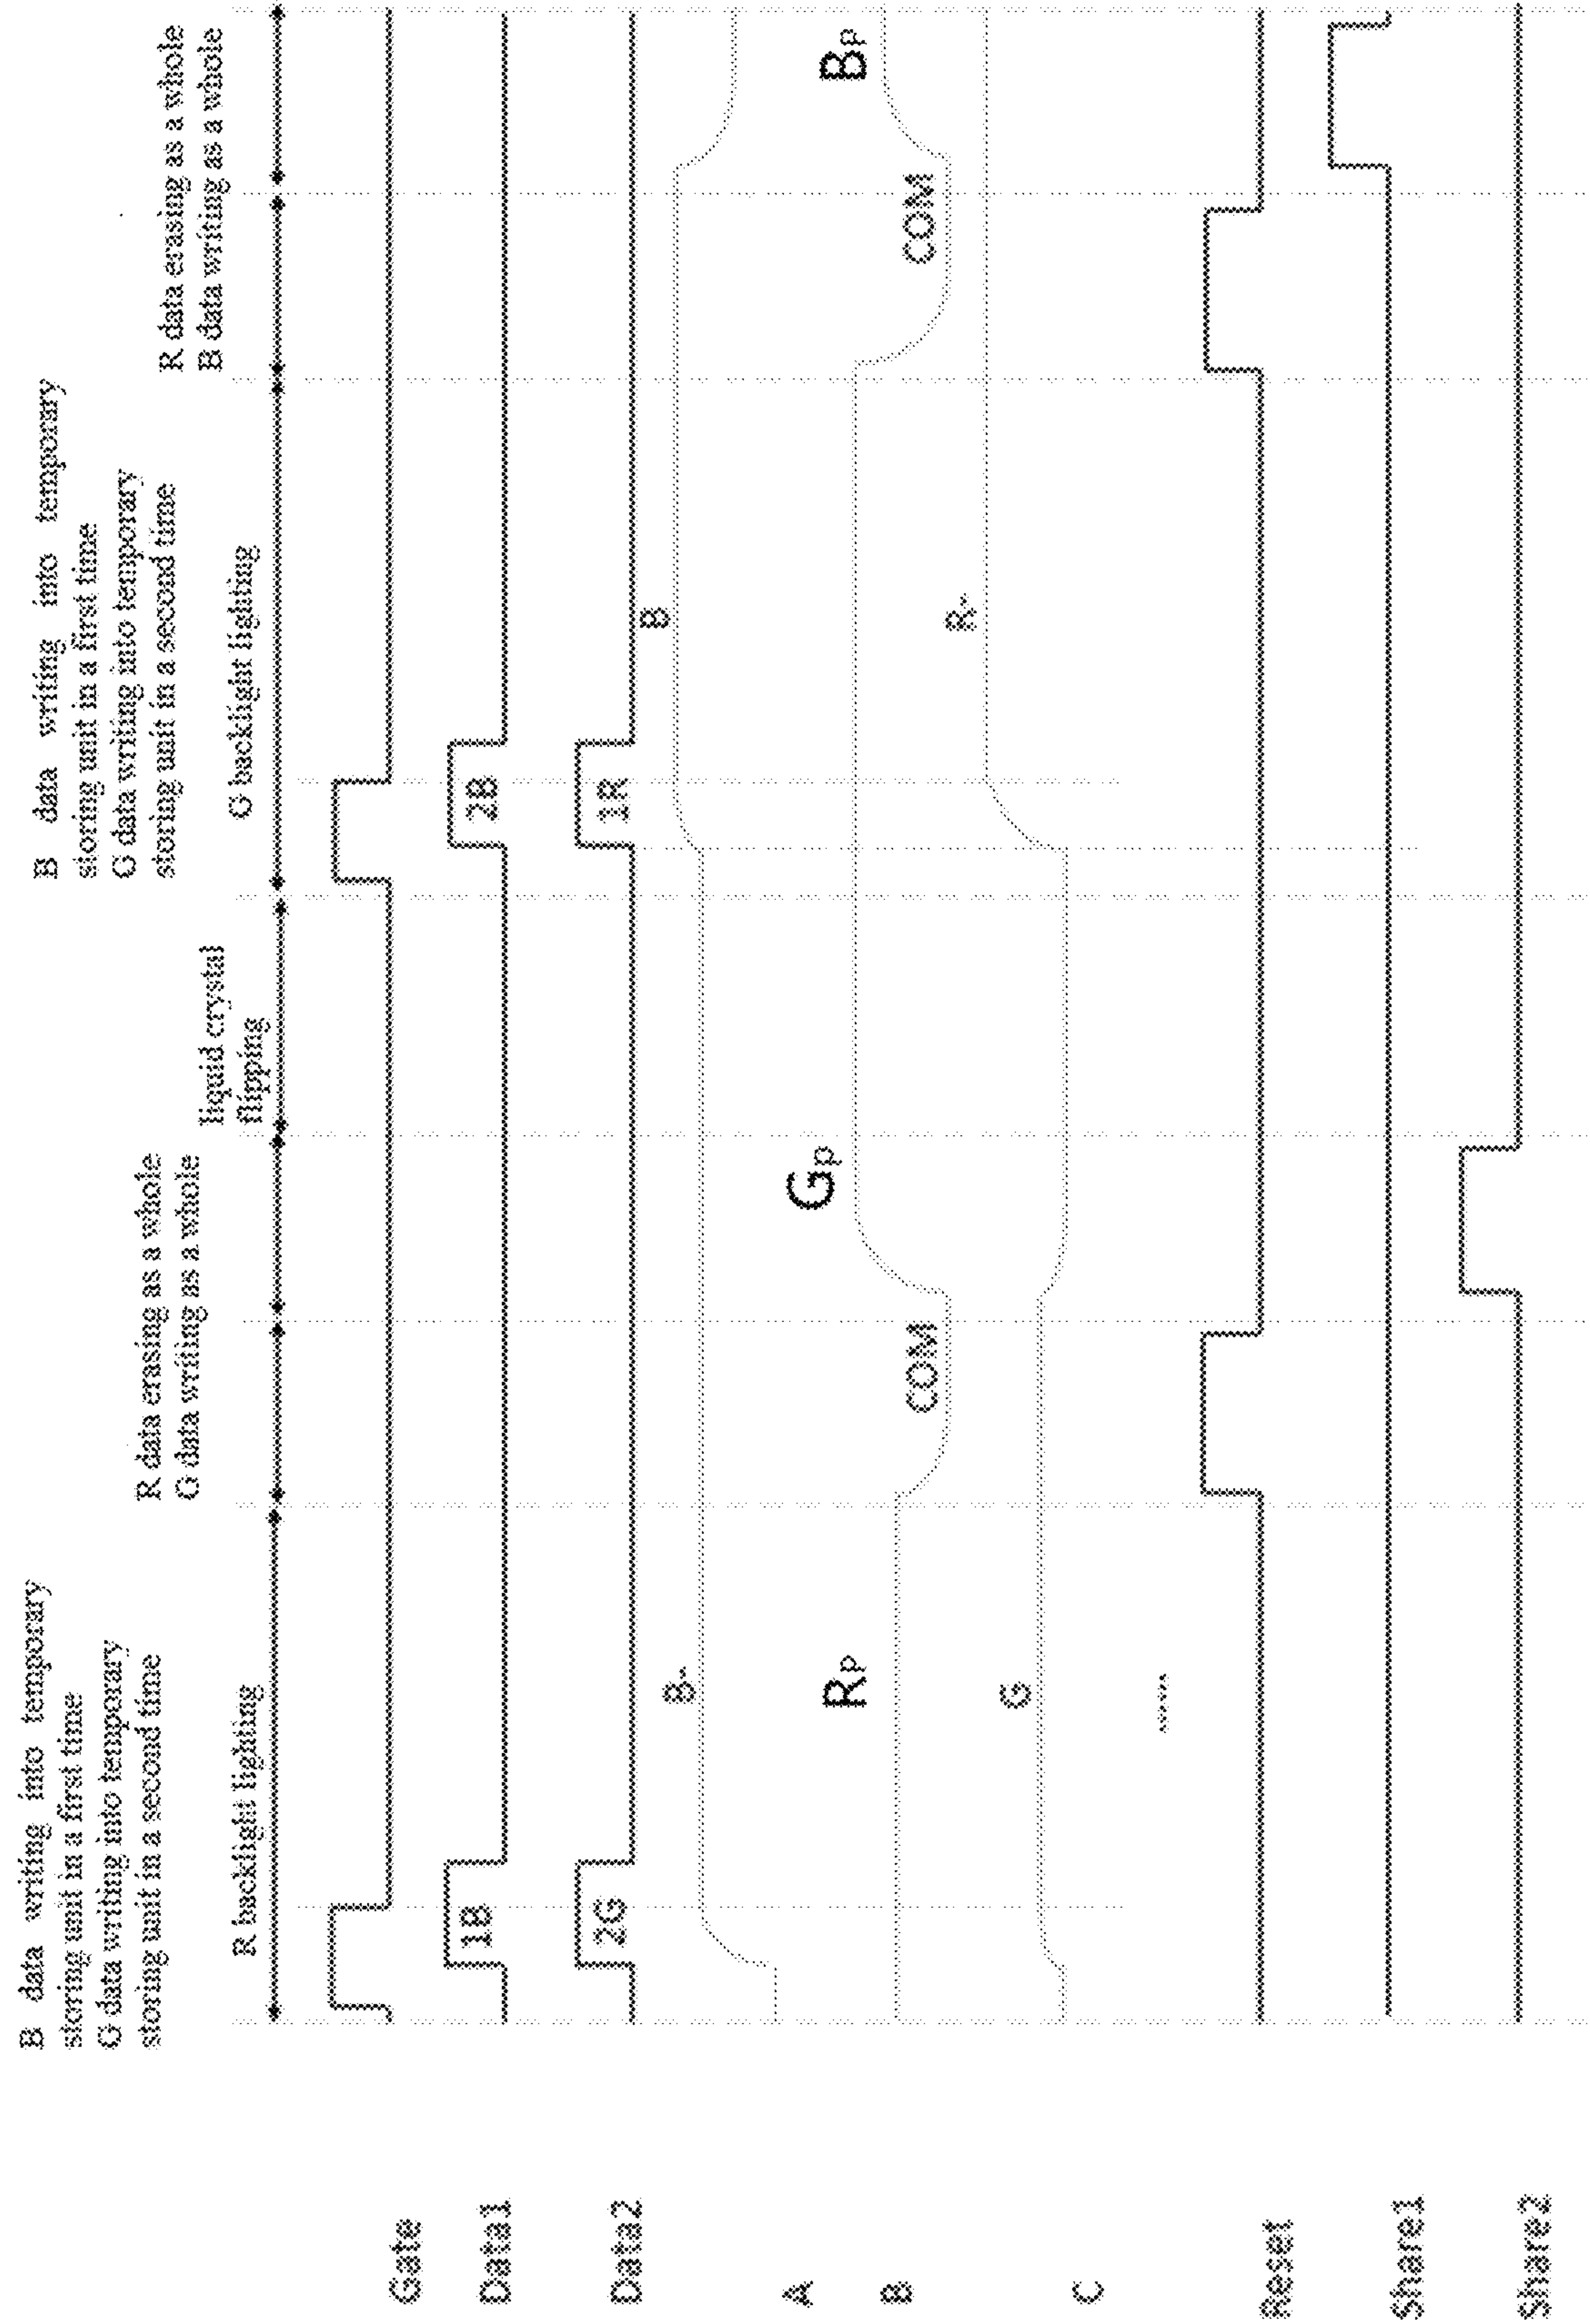 B data writing into temporary
storing unit in a first time
G data writing into temporary
storing unit in a second time
R backlight lighting
R data erasing as a whole
G data writing as a whole
liquid crystal
flipping
B data writing into temporary
storing unit in a first time
G data writing into temporary
storing unit in a second time
G backlight lighting
R data erasing as a whole
B data writing as a whole
Gate
Data1
1B
2B
Data2
2G
1R
A
B-
B
B
Rp
COM
Gp
COM
Bp
C
G
R-
Reset
Share1
Share2